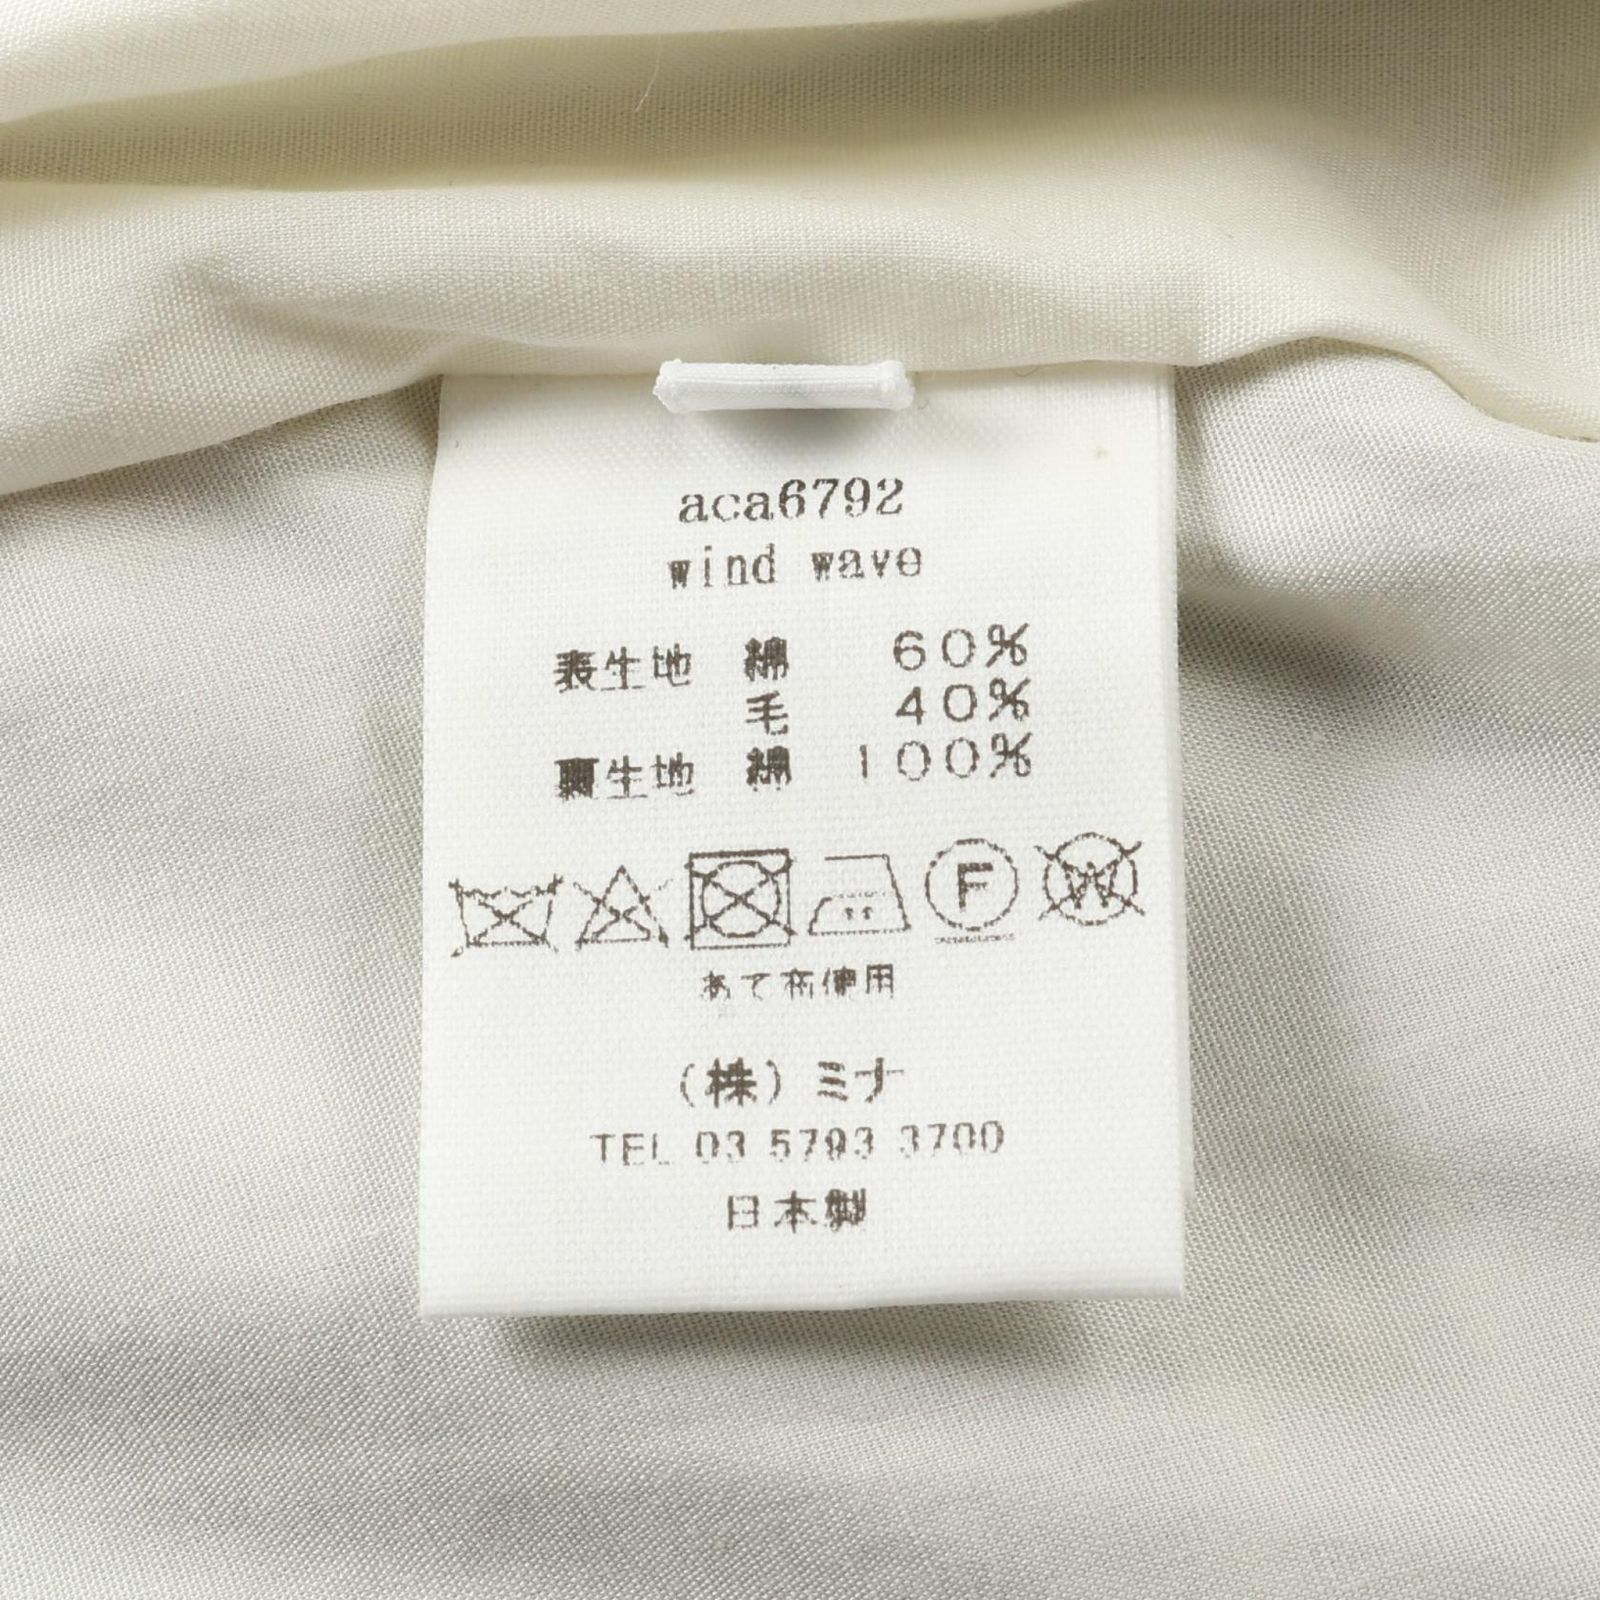 aca6792
wind wave
表生地 綿 60%
毛 40%
裏生地 綿 100%
F W
あて布使用
(株)ミナ
TEL 03 5793 3700
日本製